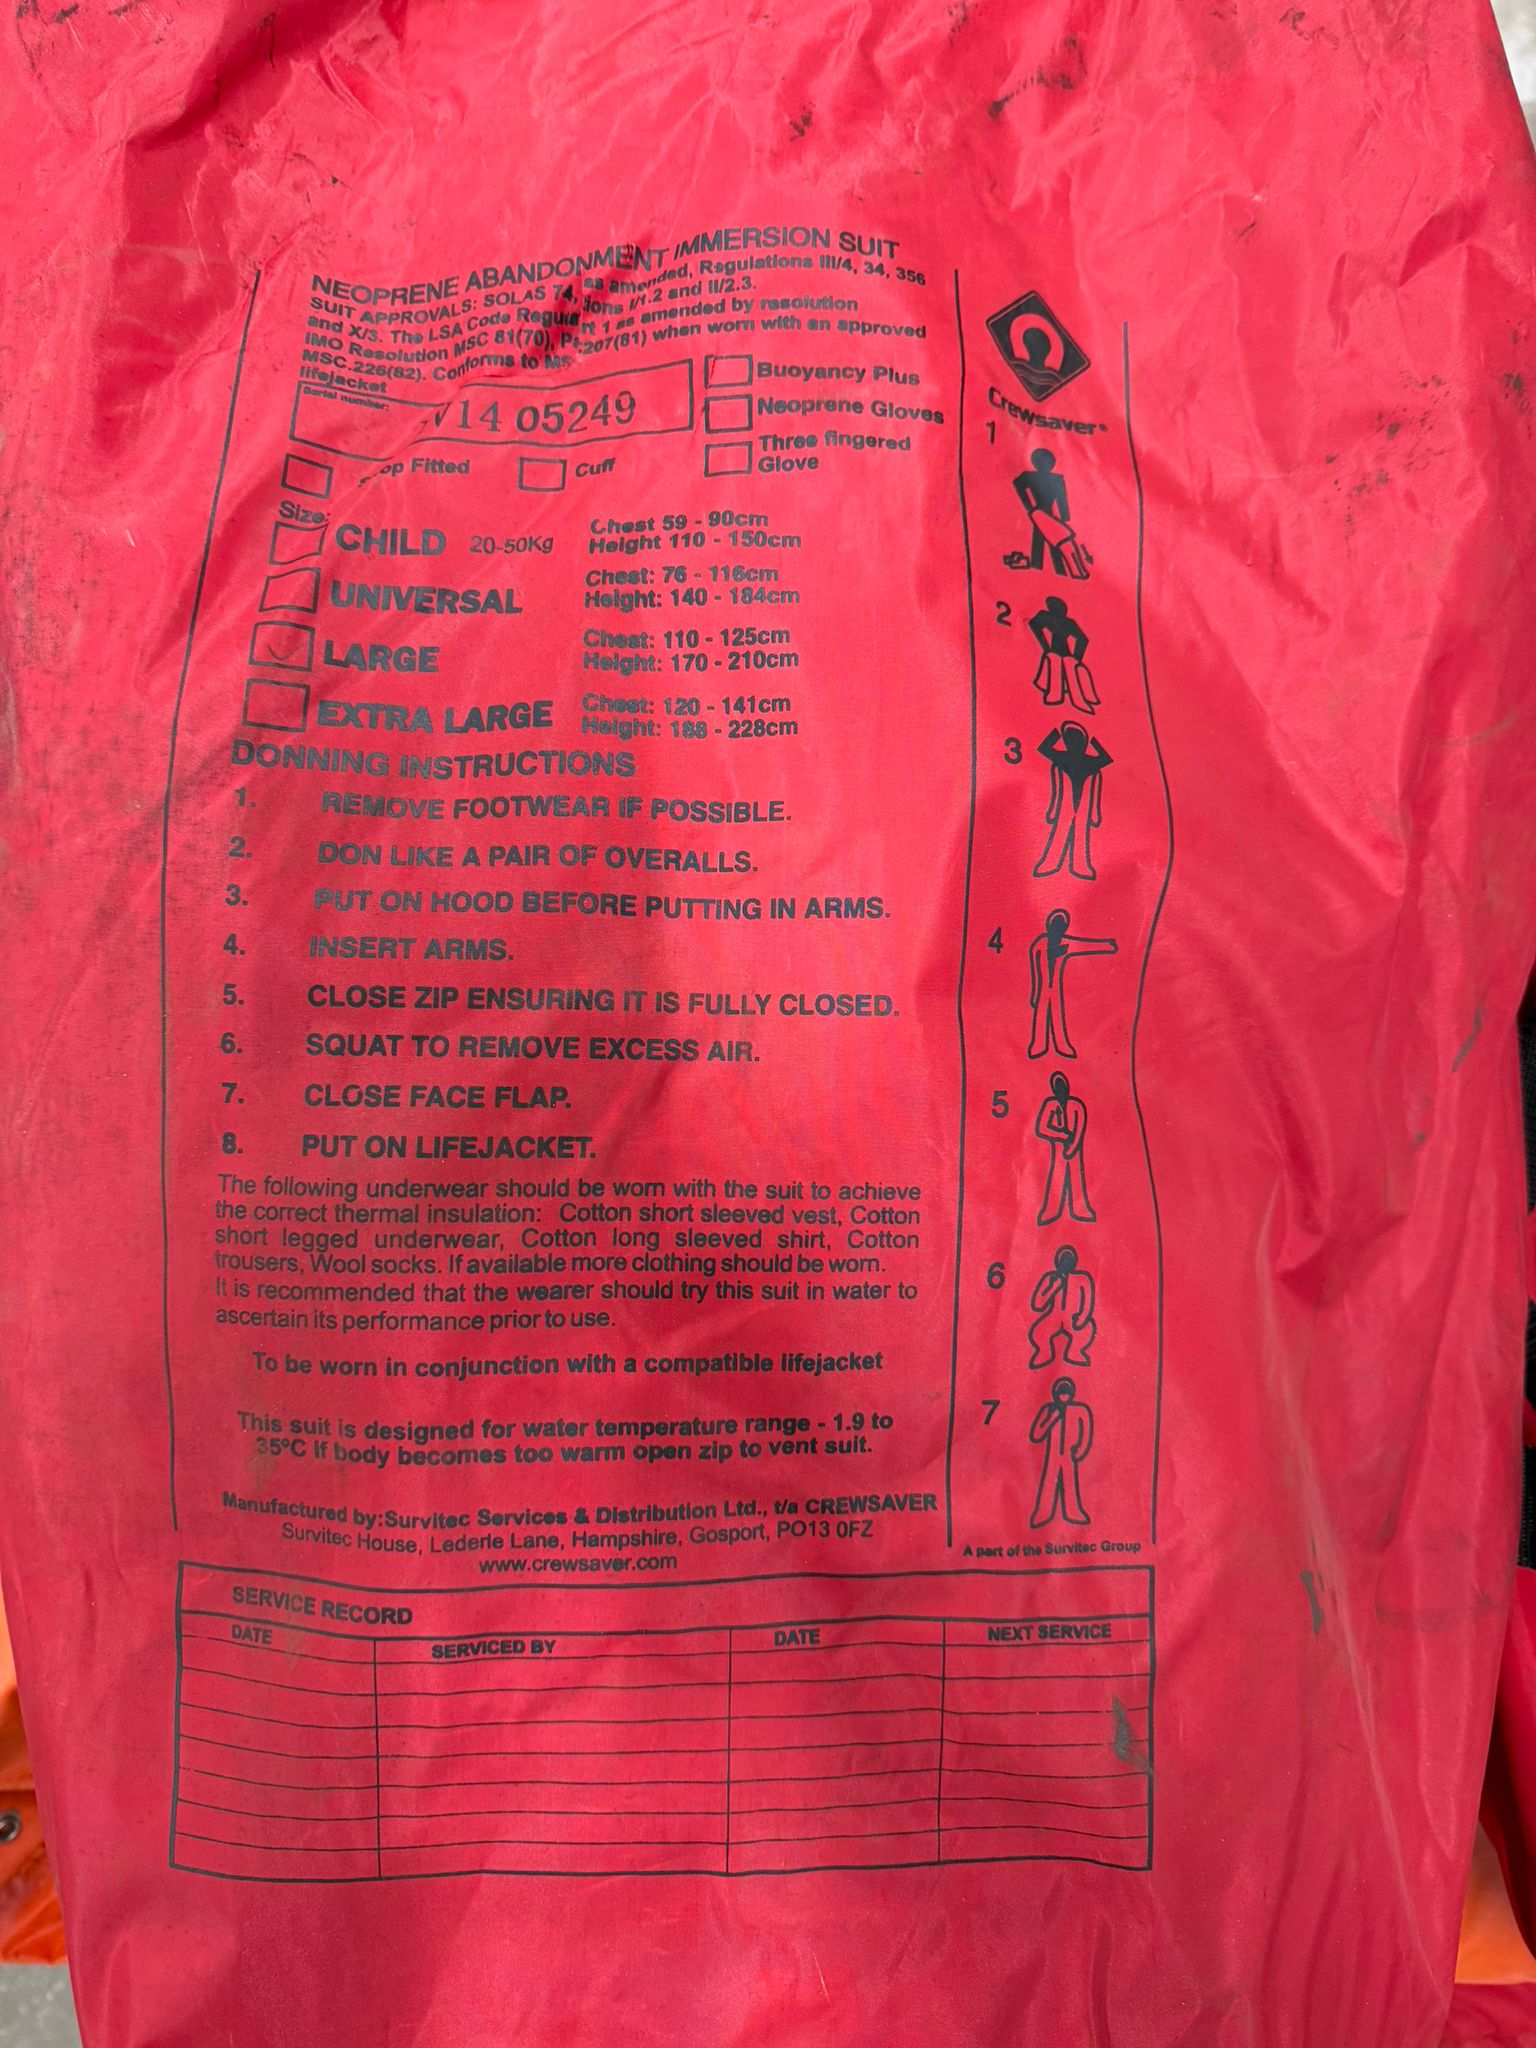 NEOPRENE ABANDONMENT IMMERSION SUIT
SUIT APPROVALS: SOLAS 74, as amended, Regulations III/4, 34, 356
and X/3. The LSA Code Regulations I/1.2 and II/2.3.
IMO Resolution MSC 81(70), 1 as amended by resolution
MSC.226(82). Conforms to 207(81) when worn with an approved
lifejacket
Serial number:
14 05249
Buoyancy Plus
Neoprene Gloves
Three fingered
Glove
Fitted
Cuff
Size:
CHILD 20-50Kg Chest 59 - 90cm
Height 110 - 150cm
UNIVERSAL Chest: 76 - 116cm
Height: 140 - 184cm
LARGE Chest: 110 - 125cm
Height: 170 - 210cm
EXTRA LARGE Chest: 120 - 141cm
Height: 188 - 228cm
DONNING INSTRUCTIONS
1. REMOVE FOOTWEAR IF POSSIBLE.
2. DON LIKE A PAIR OF OVERALLS.
3. PUT ON HOOD BEFORE PUTTING IN ARMS.
4. INSERT ARMS.
5. CLOSE ZIP ENSURING IT IS FULLY CLOSED.
6. SQUAT TO REMOVE EXCESS AIR.
7. CLOSE FACE FLAP.
8. PUT ON LIFEJACKET.
The following underwear should be worn with the suit to achieve
the correct thermal insulation: Cotton short sleeved vest, Cotton
short legged underwear, Cotton long sleeved shirt, Cotton
trousers, Wool socks. If available more clothing should be worn.
It is recommended that the wearer should try this suit in water to
ascertain its performance prior to use.
To be worn in conjunction with a compatible lifejacket
This suit is designed for water temperature range - 1.9 to
35°C If body becomes too warm open zip to vent suit.
Manufactured by:Survitec Services & Distribution Ltd., t/a CREWSAVER
Survitec House, Lederle Lane, Hampshire, Gosport, PO13 0FZ
www.crewsaver.com
Crewsaver®
1
2
3
4
5
6
7
A part of the Survitec Group
SERVICE RECORD
DATE SERVICED BY DATE NEXT SERVICE